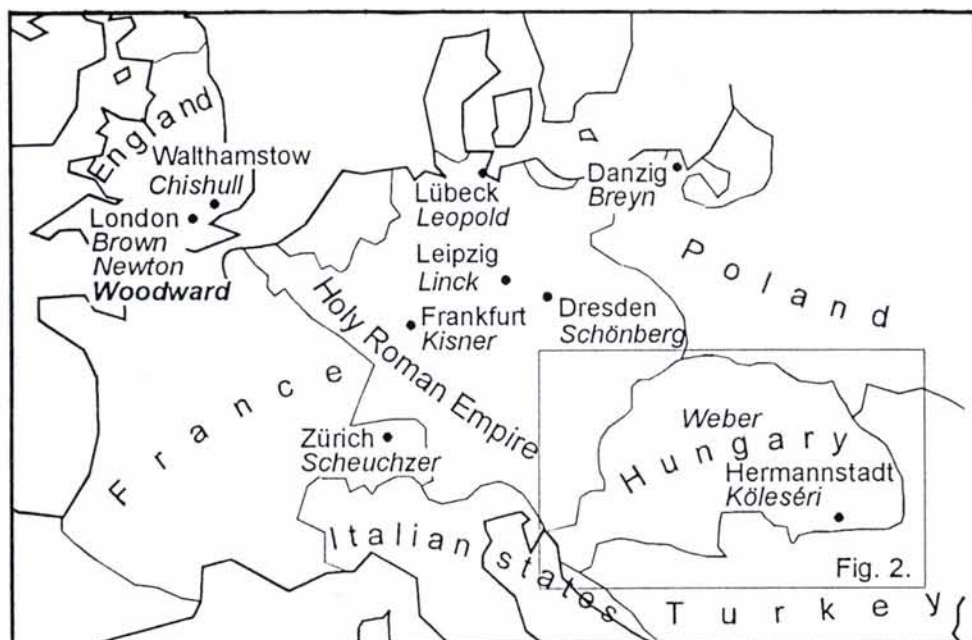 England
Walthamstow
Chishull
London
Brown
Newton
Woodward
Lübeck
Leopold
Danzig
Breyn
Leipzig
Linck
Dresden
Schönberg
Frankfurt
Kisner
Holy Roman Empire
Poland
France
Zürich
Scheuchzer
Weber
Hungary
Hermannstadt
Köleséri
Italian states
Fig. 2.
Turkey